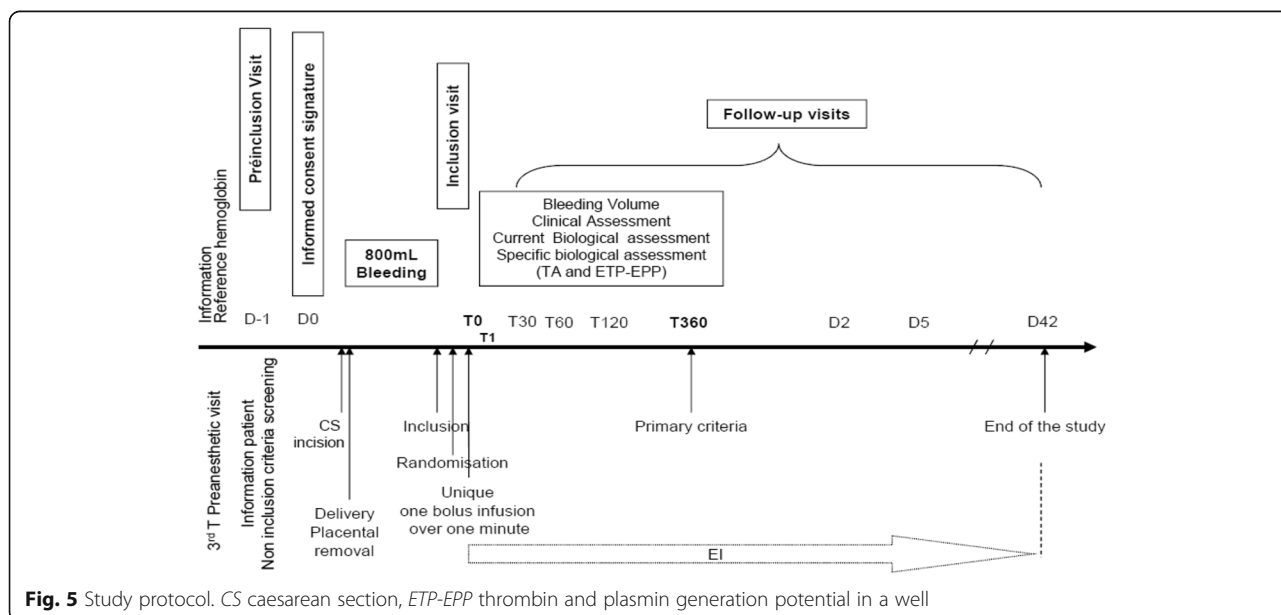 Préinclusion Visit
Informed consent signature
Inclusion visit
Follow-up visits
800mL
Bleeding
Bleeding Volume
Clinical Assessment
Current Biological assessment
Specific biological assessment
(TA and ETP-EPP)
Information
Reference hemoglobin
D-1
D0
T0
T1
T30
T60
T120
T360
D2
D5
D42
3rd T Preanesthetic visit
Information patient
Non inclusion criteria screening
CS
incision
Delivery
Placental
removal
Inclusion
Randomisation
Unique
one bolus infusion
over one minute
Primary criteria
End of the study
EI
Fig. 5 Study protocol. CS caesarean section, ETP-EPP thrombin and plasmin generation potential in a well